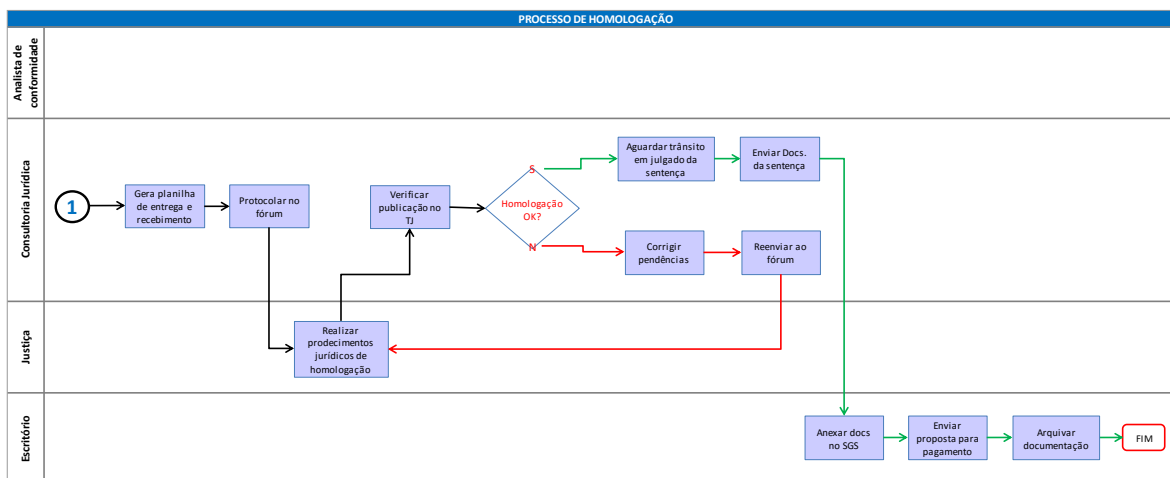 PROCESSO DE HOMOLOGAÇÃO
Analista de
conformidade
Consultoria Jurídica
1
Gera planilha
de entrega e
recebimento
Protocolar no
fórum
Verificar
publicação no
TJ
S
Homologação
OK?
N
Aguardar trânsito
em julgado da
sentença
Enviar Docs.
da sentença
Corrigir
pendências
Reenviar ao
fórum
Justiça
Realizar
prodecimentos
jurídicos de
homologação
Escritório
Anexar docs
no SGS
Enviar
proposta para
pagamento
Arquivar
documentação
FIM